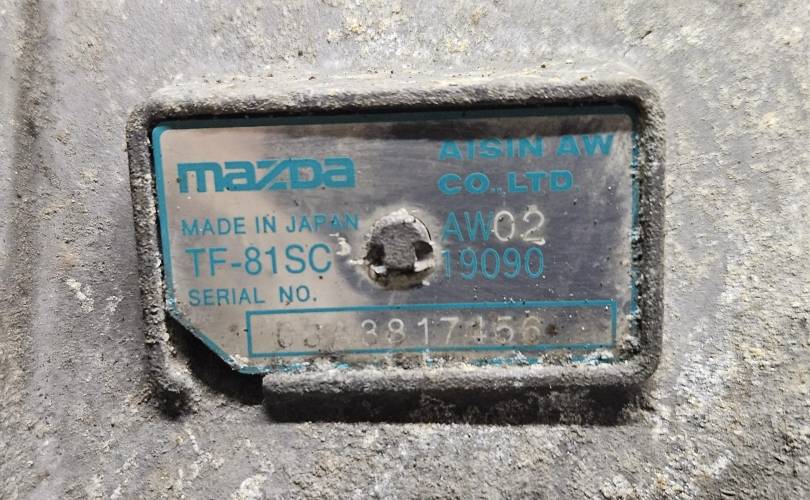 mazda
AISIN AW
CO.,LTD.
MADE IN JAPAN
AW02
TF-81SC
19090
SERIAL NO.